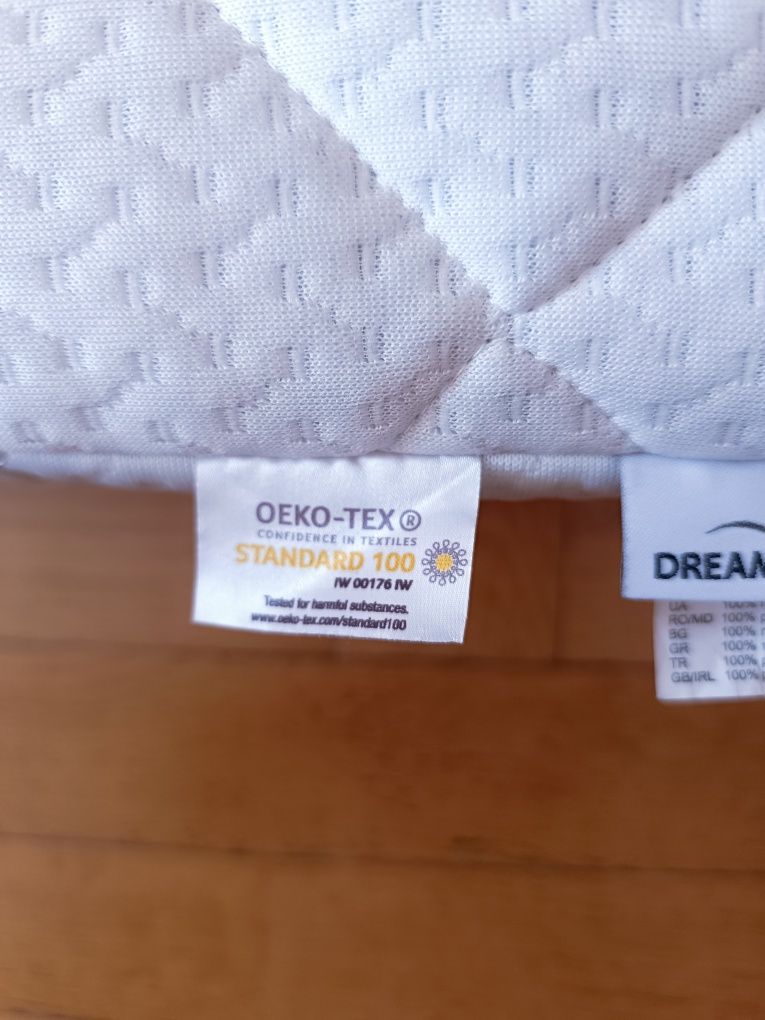 OEKO-TEX®
CONFIDENCE IN TEXTILES
STANDARD 100
IW 00176 IW
Tested for harmful substances.
www.oeko-tex.com/standard100
DREAM
UA 100%
RO/MD 100%
BG 100%
GR 100%
TR 100%
GB/IRL 100%